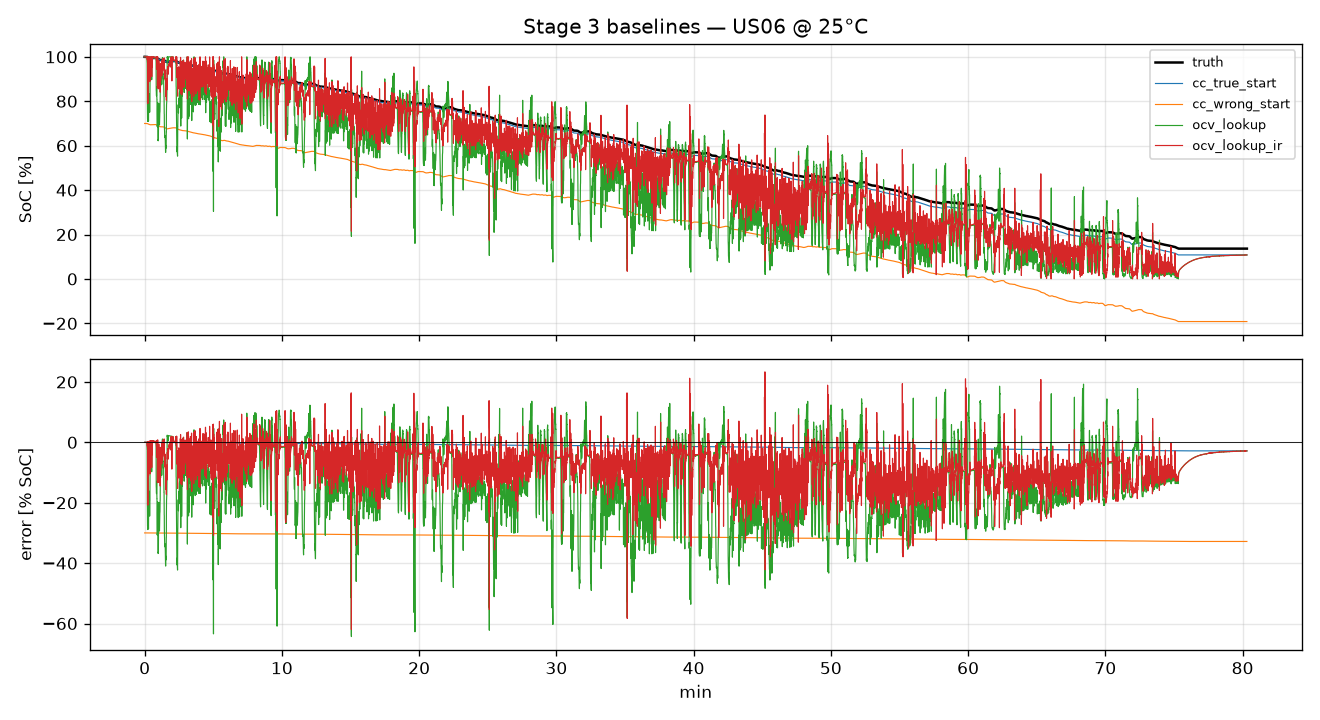 Stage 3 baselines — US06 @ 25°C
100
80
60
40
20
0
−20
SoC [%]
truth
cc_true_start
cc_wrong_start
ocv_lookup
ocv_lookup_ir
20
0
−20
−40
−60
error [% SoC]
0 10 20 30 40 50 60 70 80
min